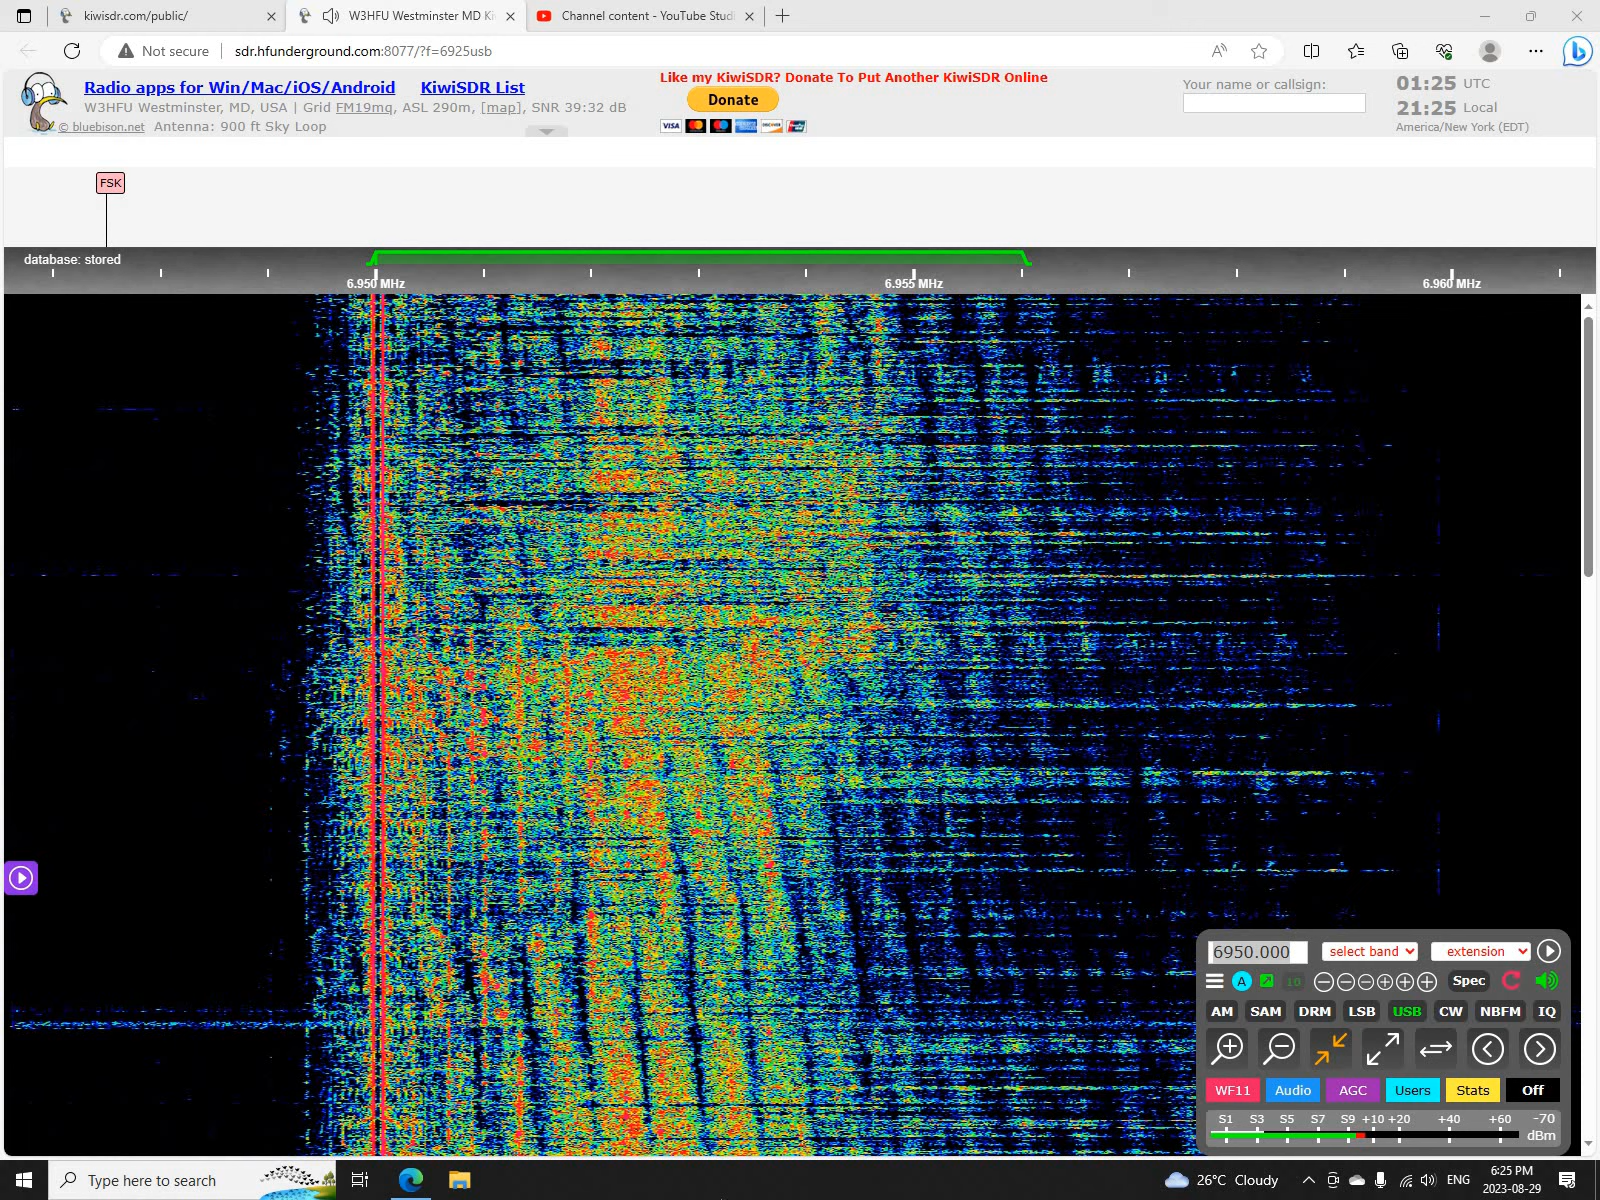 kiwisdr.com/public/
W3HFU Westminster MD Ki
Channel content - YouTube Studi
Not secure
sdr.hfunderground.com:8077/?f=6925usb
Radio apps for Win/Mac/iOS/Android KiwiSDR List
W3HFU Westminster, MD, USA | Grid FM19mq, ASL 290m, [map], SNR 39:32 dB
© bluebison.net Antenna: 900 ft Sky Loop
Like my KiwiSDR? Donate To Put Another KiwiSDR Online
Donate
VISA
Your name or callsign:
01:25 UTC
21:25 Local
America/New York (EDT)
FSK
database: stored
6.950 MHz 6.955 MHz 6.960 MHz
6950.000 select band extension
A 10 Spec
AM SAM DRM LSB USB CW NBFM IQ
WF11 Audio AGC Users Stats Off
S1 S3 S5 S7 S9 +10 +20 +40 +60 -70
dBm
Type here to search
26°C Cloudy
ENG
6:25 PM
2023-08-29